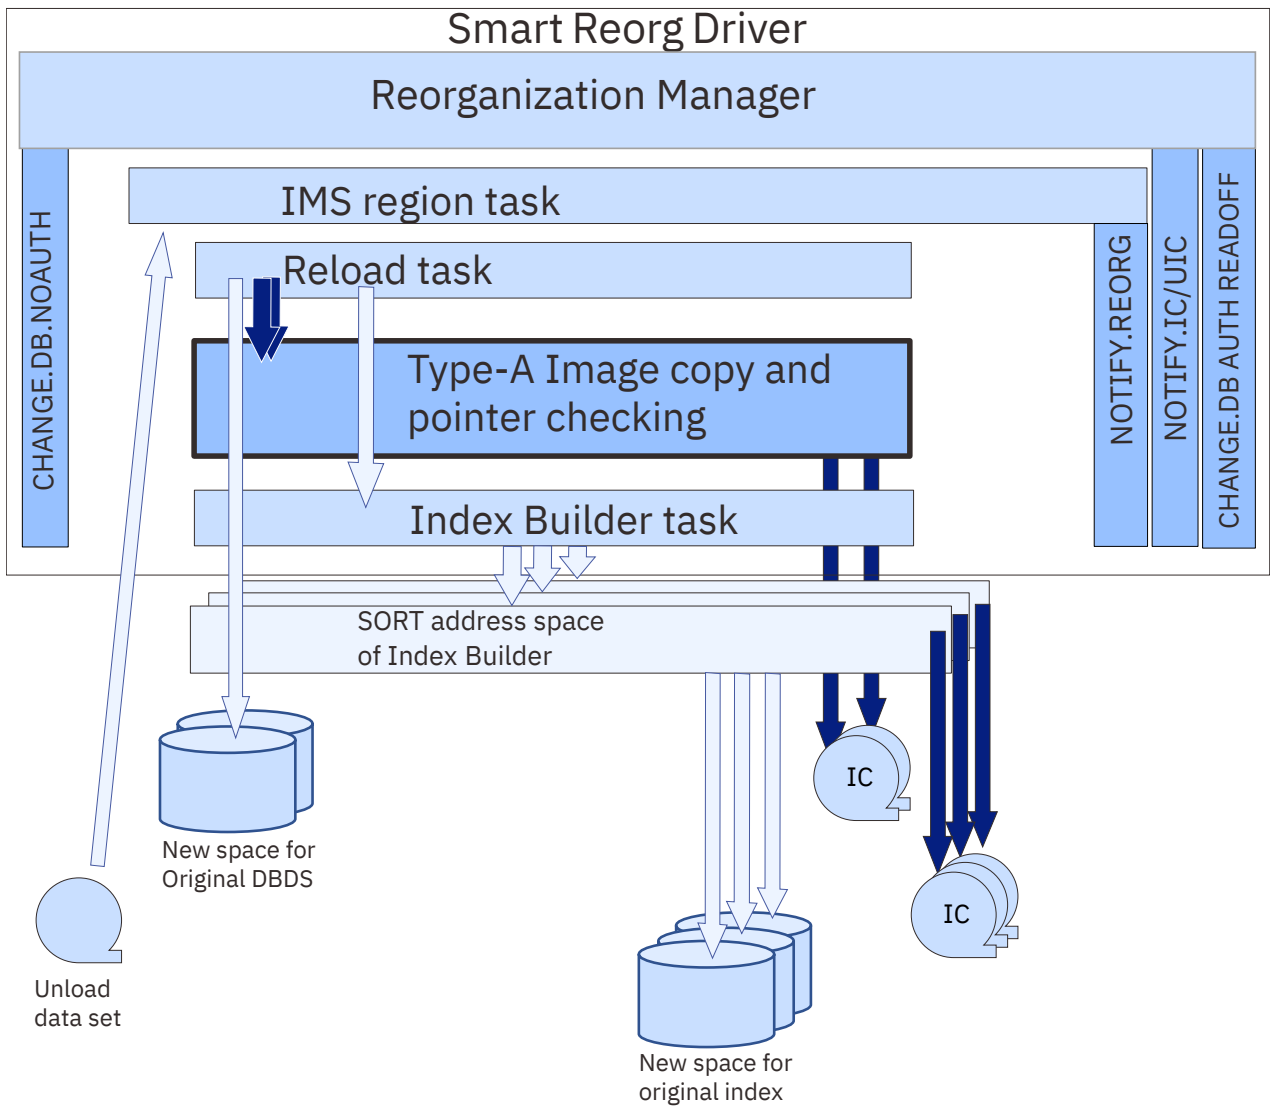 Smart Reorg Driver
Reorganization Manager
CHANGE.DB.NOAUTH
IMS region task
Reload task
Type-A Image copy and
pointer checking
Index Builder task
NOTIFY.REORG
NOTIFY.IC/UIC
CHANGE.DB AUTH READOFF
SORT address space
of Index Builder
IC
New space for
Original DBDS
IC
Unload
data set
New space for
original index